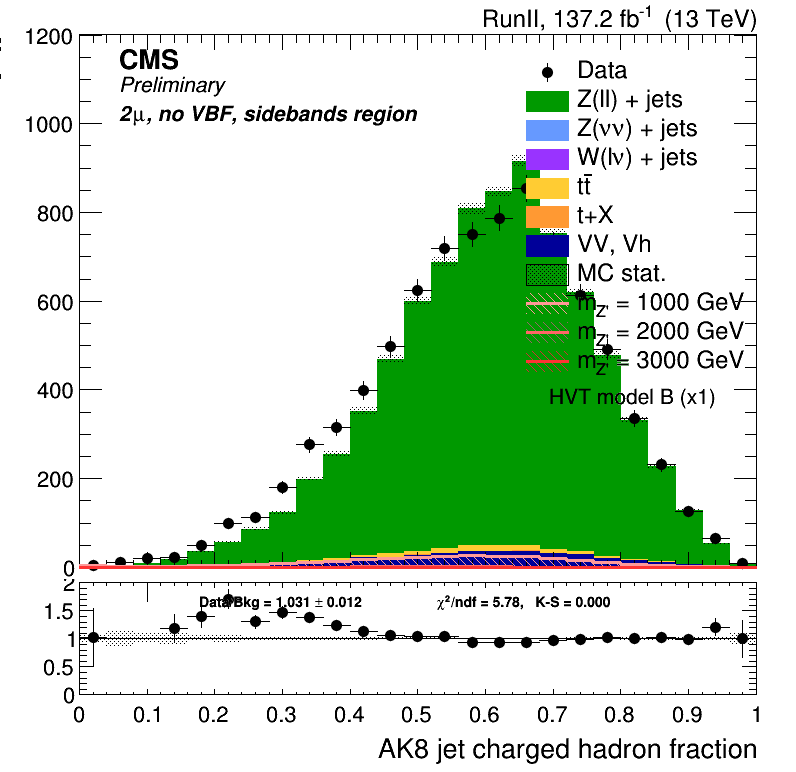 RunII, 137.2 fb⁻¹ (13 TeV)
1200
1000
800
600
400
200
0
CMS
Preliminary
2μ, no VBF, sidebands region
Data
Z(ll) + jets
Z(νν) + jets
W(lν) + jets
tt̄
t+X
VV, Vh
MC stat.
m_Z' = 1000 GeV
m_Z' = 2000 GeV
m_Z' = 3000 GeV
HVT model B (x1)
2
1.5
1
0.5
0
Data/Bkg = 1.031 ± 0.012 χ²/ndf = 5.78, K-S = 0.000
0 0.1 0.2 0.3 0.4 0.5 0.6 0.7 0.8 0.9 1
AK8 jet charged hadron fraction